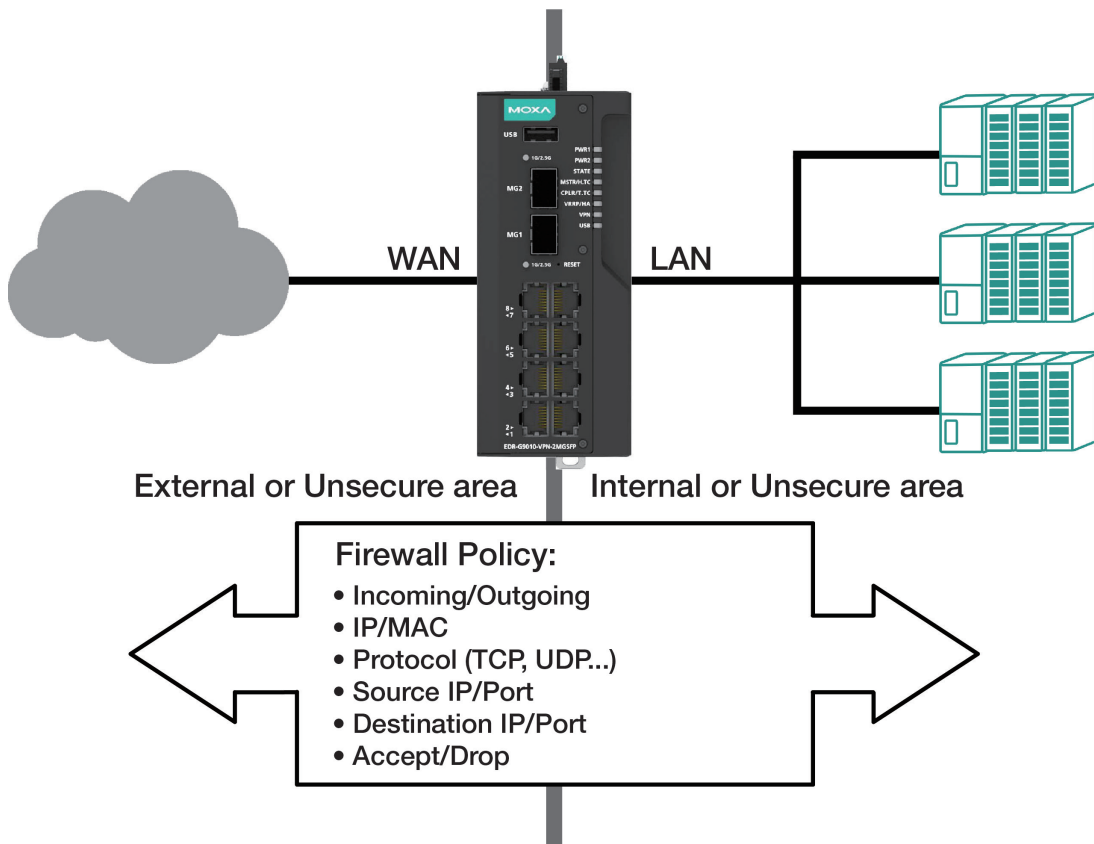 MOXA
USB
1G/2.5G
MG2
MG1
1G/2.5G
RESET
PWR1
PWR2
STATE
MSTR/H.TC
CPLR/T.TC
VRRP/HA
VPN
USB
8
7
6
5
4
3
2
1
EDR-G9010-VPN-2MGSFP
WAN
LAN
External or Unsecure area
Internal or Unsecure area
Firewall Policy:
• Incoming/Outgoing
• IP/MAC
• Protocol (TCP, UDP...)
• Source IP/Port
• Destination IP/Port
• Accept/Drop